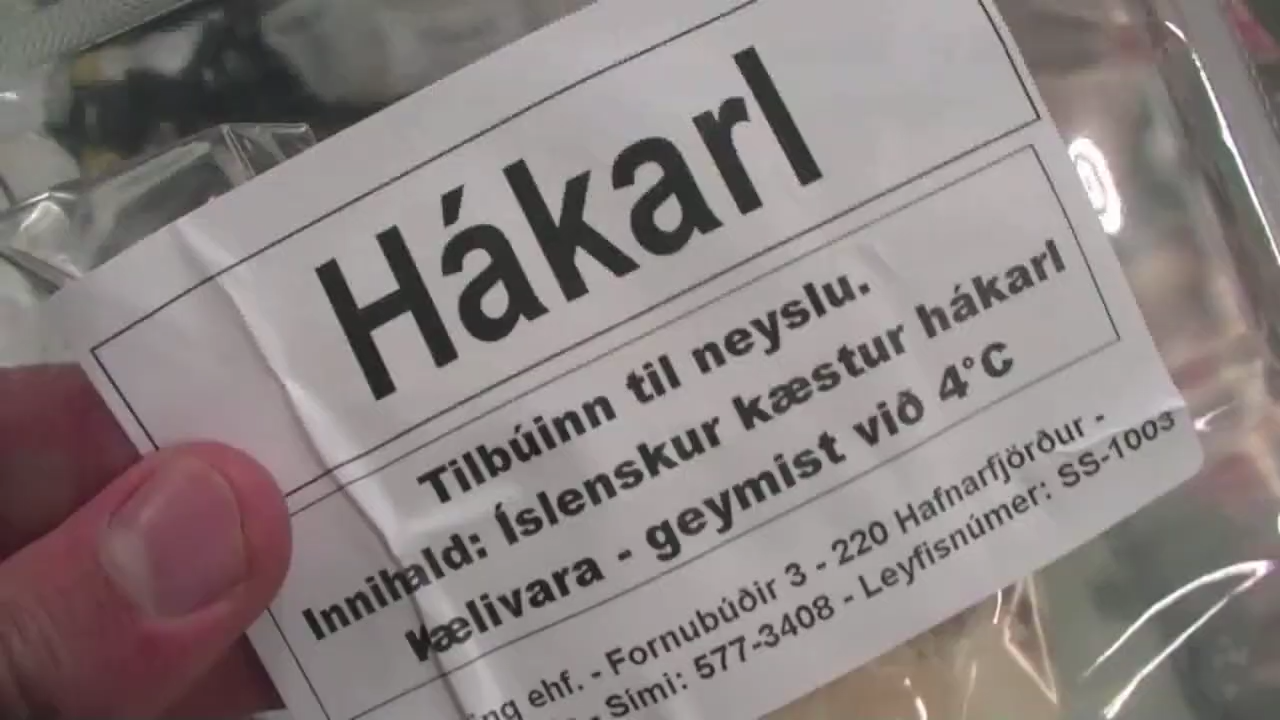 Hákarl
Tilbúinn til neyslu.
Innihald: Íslenskur kæstur hákarl
Kælivara - geymist við 4°C
ehf. - Fornubúðir 3 - 220 Hafnarfjörður -
- Sími: 577-3408 - Leyfisnúmer: SS-1003